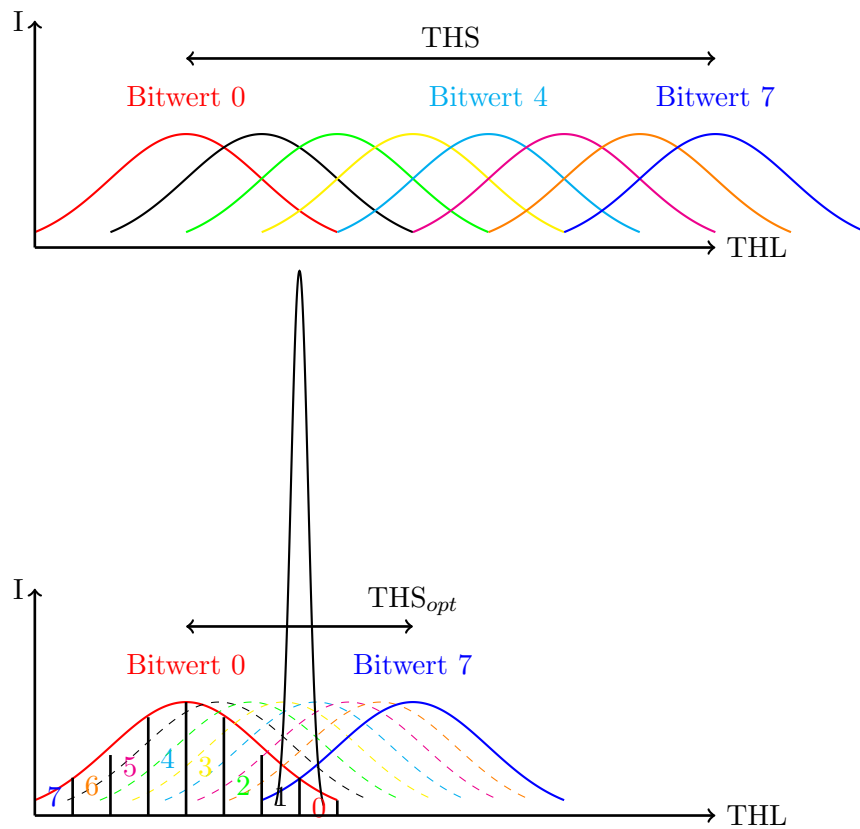 I
THS
Bitwert 0 Bitwert 4 Bitwert 7
THL
I
THS_opt
Bitwert 0 Bitwert 7
7 6 5 4 3 2 1 0
THL